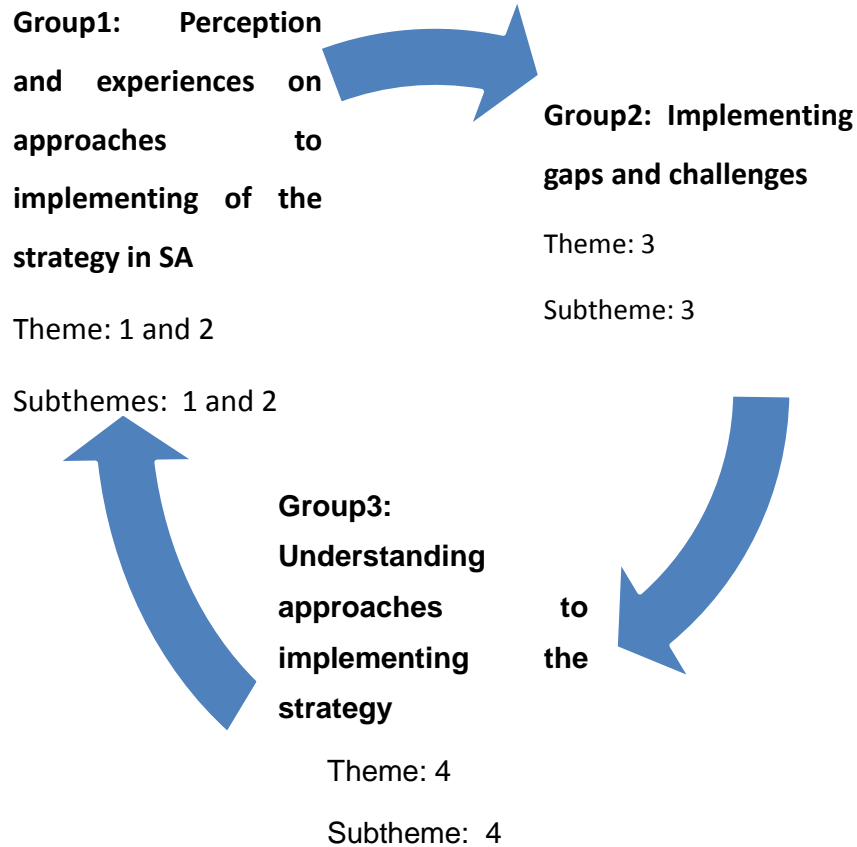 Group1: Perception
and experiences on
approaches to
implementing of the
strategy in SA
Theme: 1 and 2
Subthemes: 1 and 2
Group2: Implementing
gaps and challenges
Theme: 3
Subtheme: 3
Group3:
Understanding
approaches to
implementing the
strategy
Theme: 4
Subtheme: 4